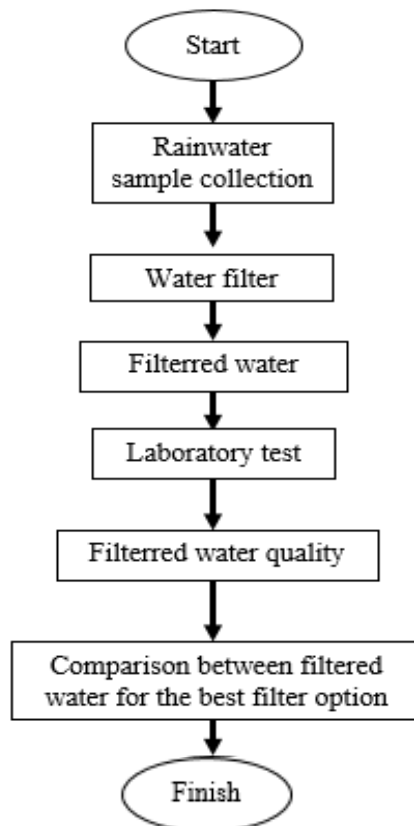 Start
Rainwater
sample collection
Water filter
Filterred water
Laboratory test
Filterred water quality
Comparison between filtered
water for the best filter option
Finish